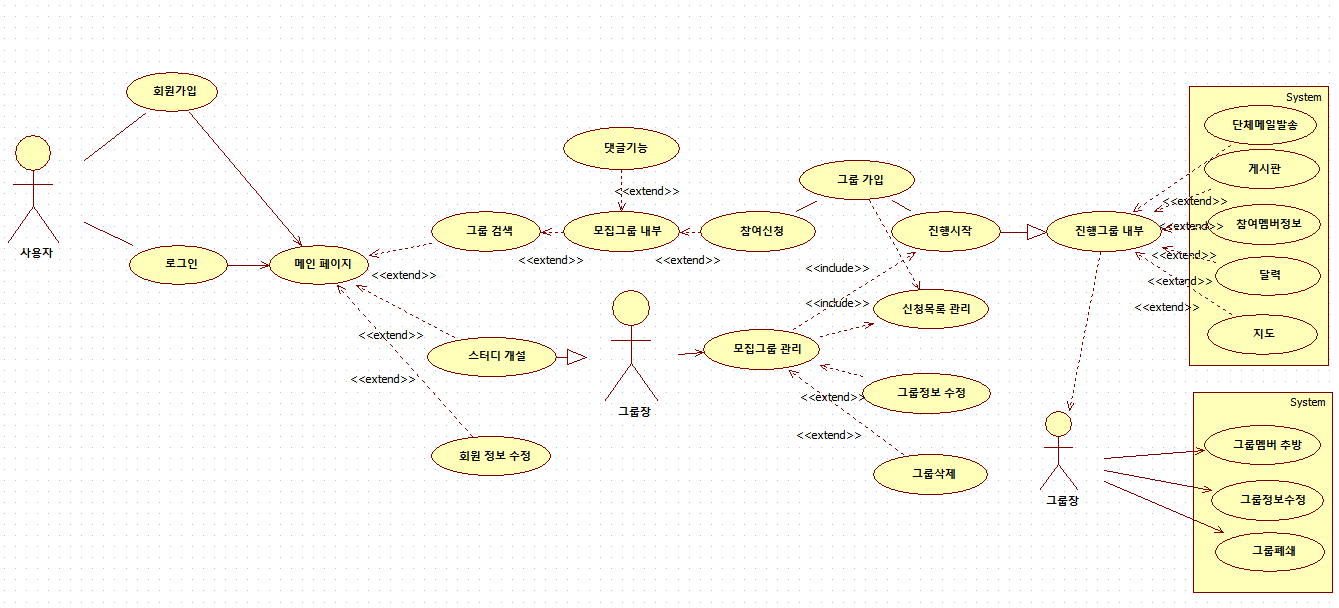 회원가입
사용자
로그인
메인 페이지
<<extend>>
그룹 검색
<<extend>>
댓글기능
<<extend>>
모집그룹 내부
<<extend>>
참여신청
그룹 가입
진행시작
진행그룹 내부
<<include>>
<<include>>
신청목록 관리
<<extend>>
스터디 개설
<<extend>>
회원 정보 수정
그룹장
모집그룹 관리
<<extend>>
그룹정보 수정
<<extend>>
그룹삭제
System
단체메일발송
게시판
<<extend>>
참여멤버정보
<<extend>>
<<extend>>
달력
<<extend>>
<<extend>>
지도
그룹장
System
그룹멤버 추방
그룹정보수정
그룹폐쇄